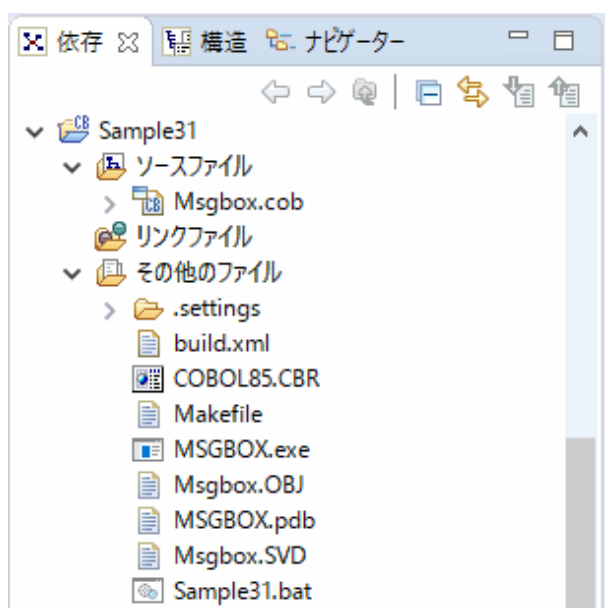 依存 構造 ナビゲーター
Sample31
ソースファイル
Msgbox.cob
リンクファイル
その他のファイル
.settings
build.xml
COBOL85.CBR
Makefile
MSGBOX.exe
Msgbox.OBJ
MSGBOX.pdb
Msgbox.SVD
Sample31.bat